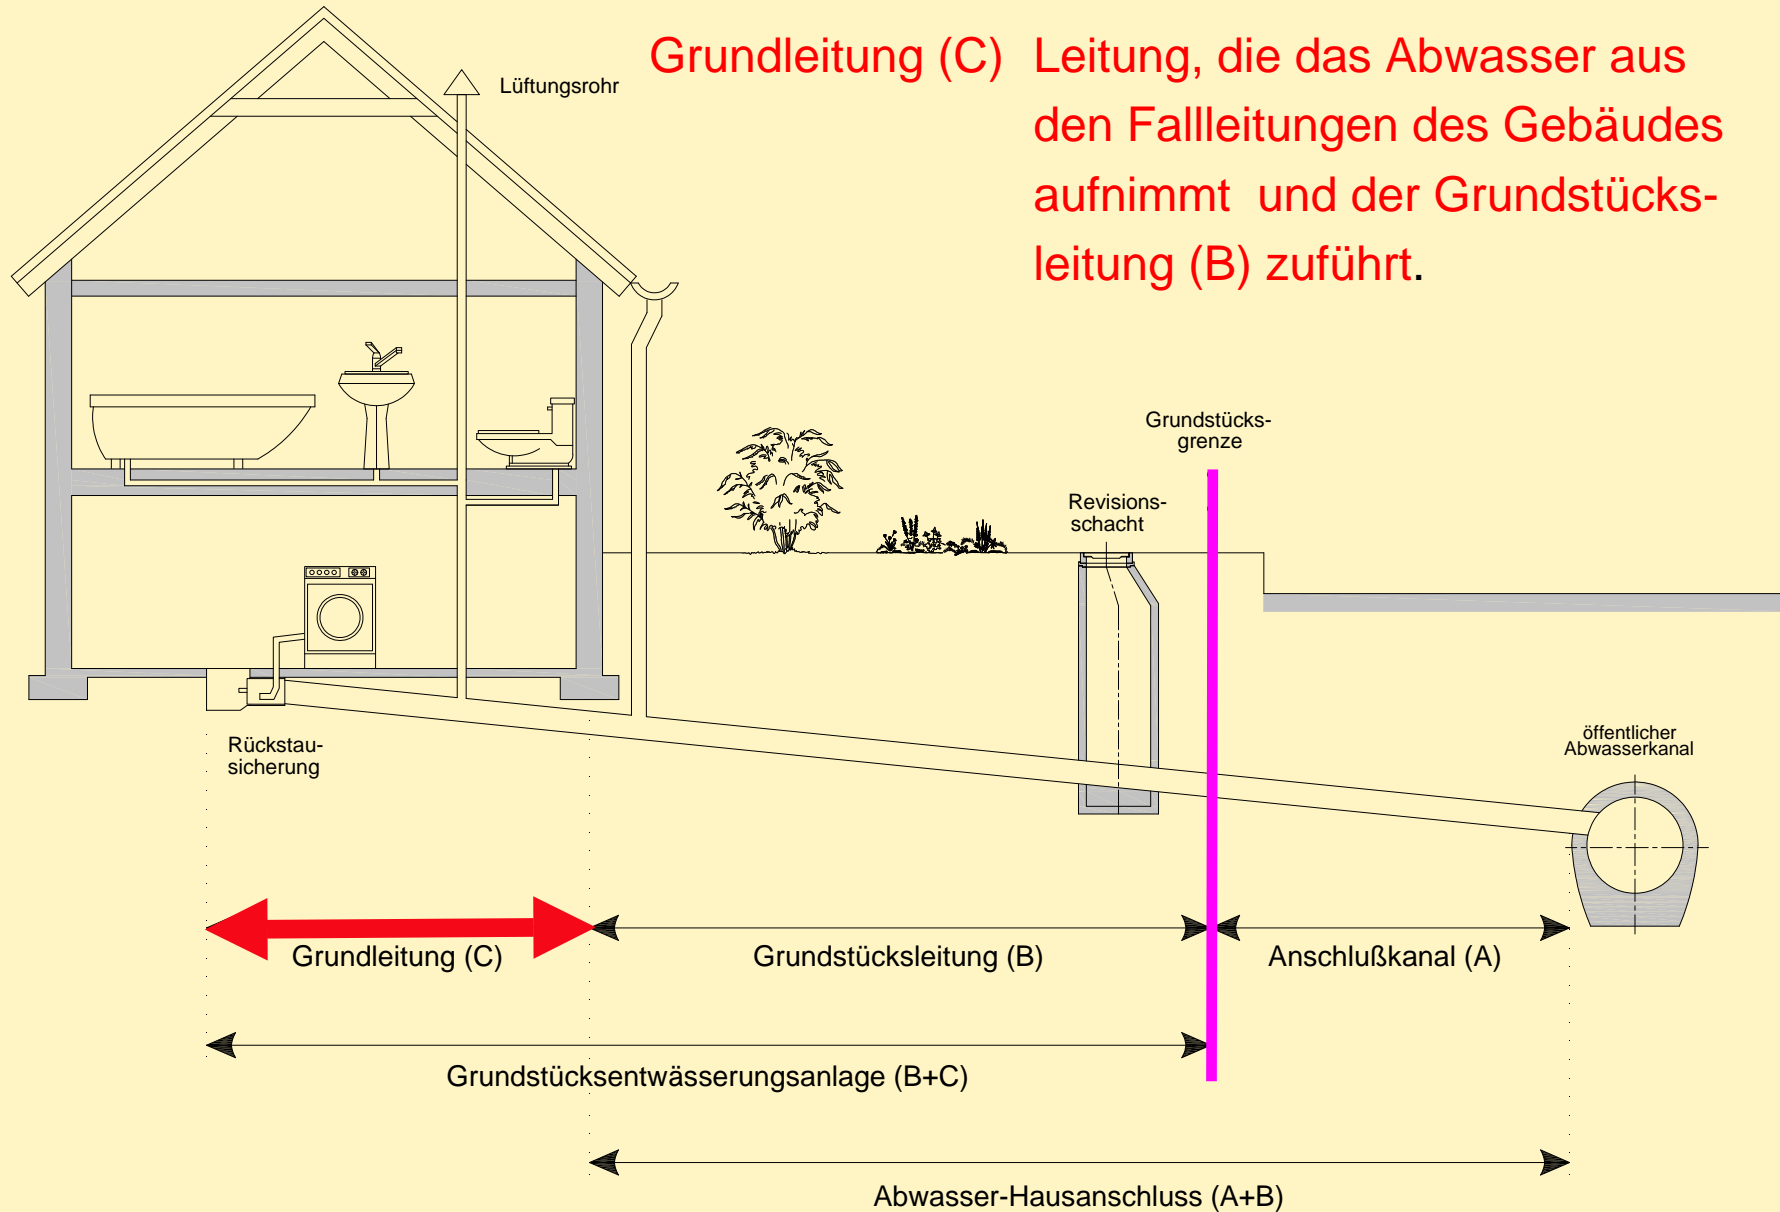 Grundleitung (C) Leitung, die das Abwasser aus
den Fallleitungen des Gebäudes
aufnimmt und der Grundstücks-
leitung (B) zuführt.
Lüftungsrohr
Grundstücks-
grenze
Revisions-
schacht
Rückstau-
sicherung
öffentlicher
Abwasserkanal
Grundleitung (C)
Grundstücksleitung (B)
Anschlußkanal (A)
Grundstücksentwässerungsanlage (B+C)
Abwasser-Hausanschluss (A+B)